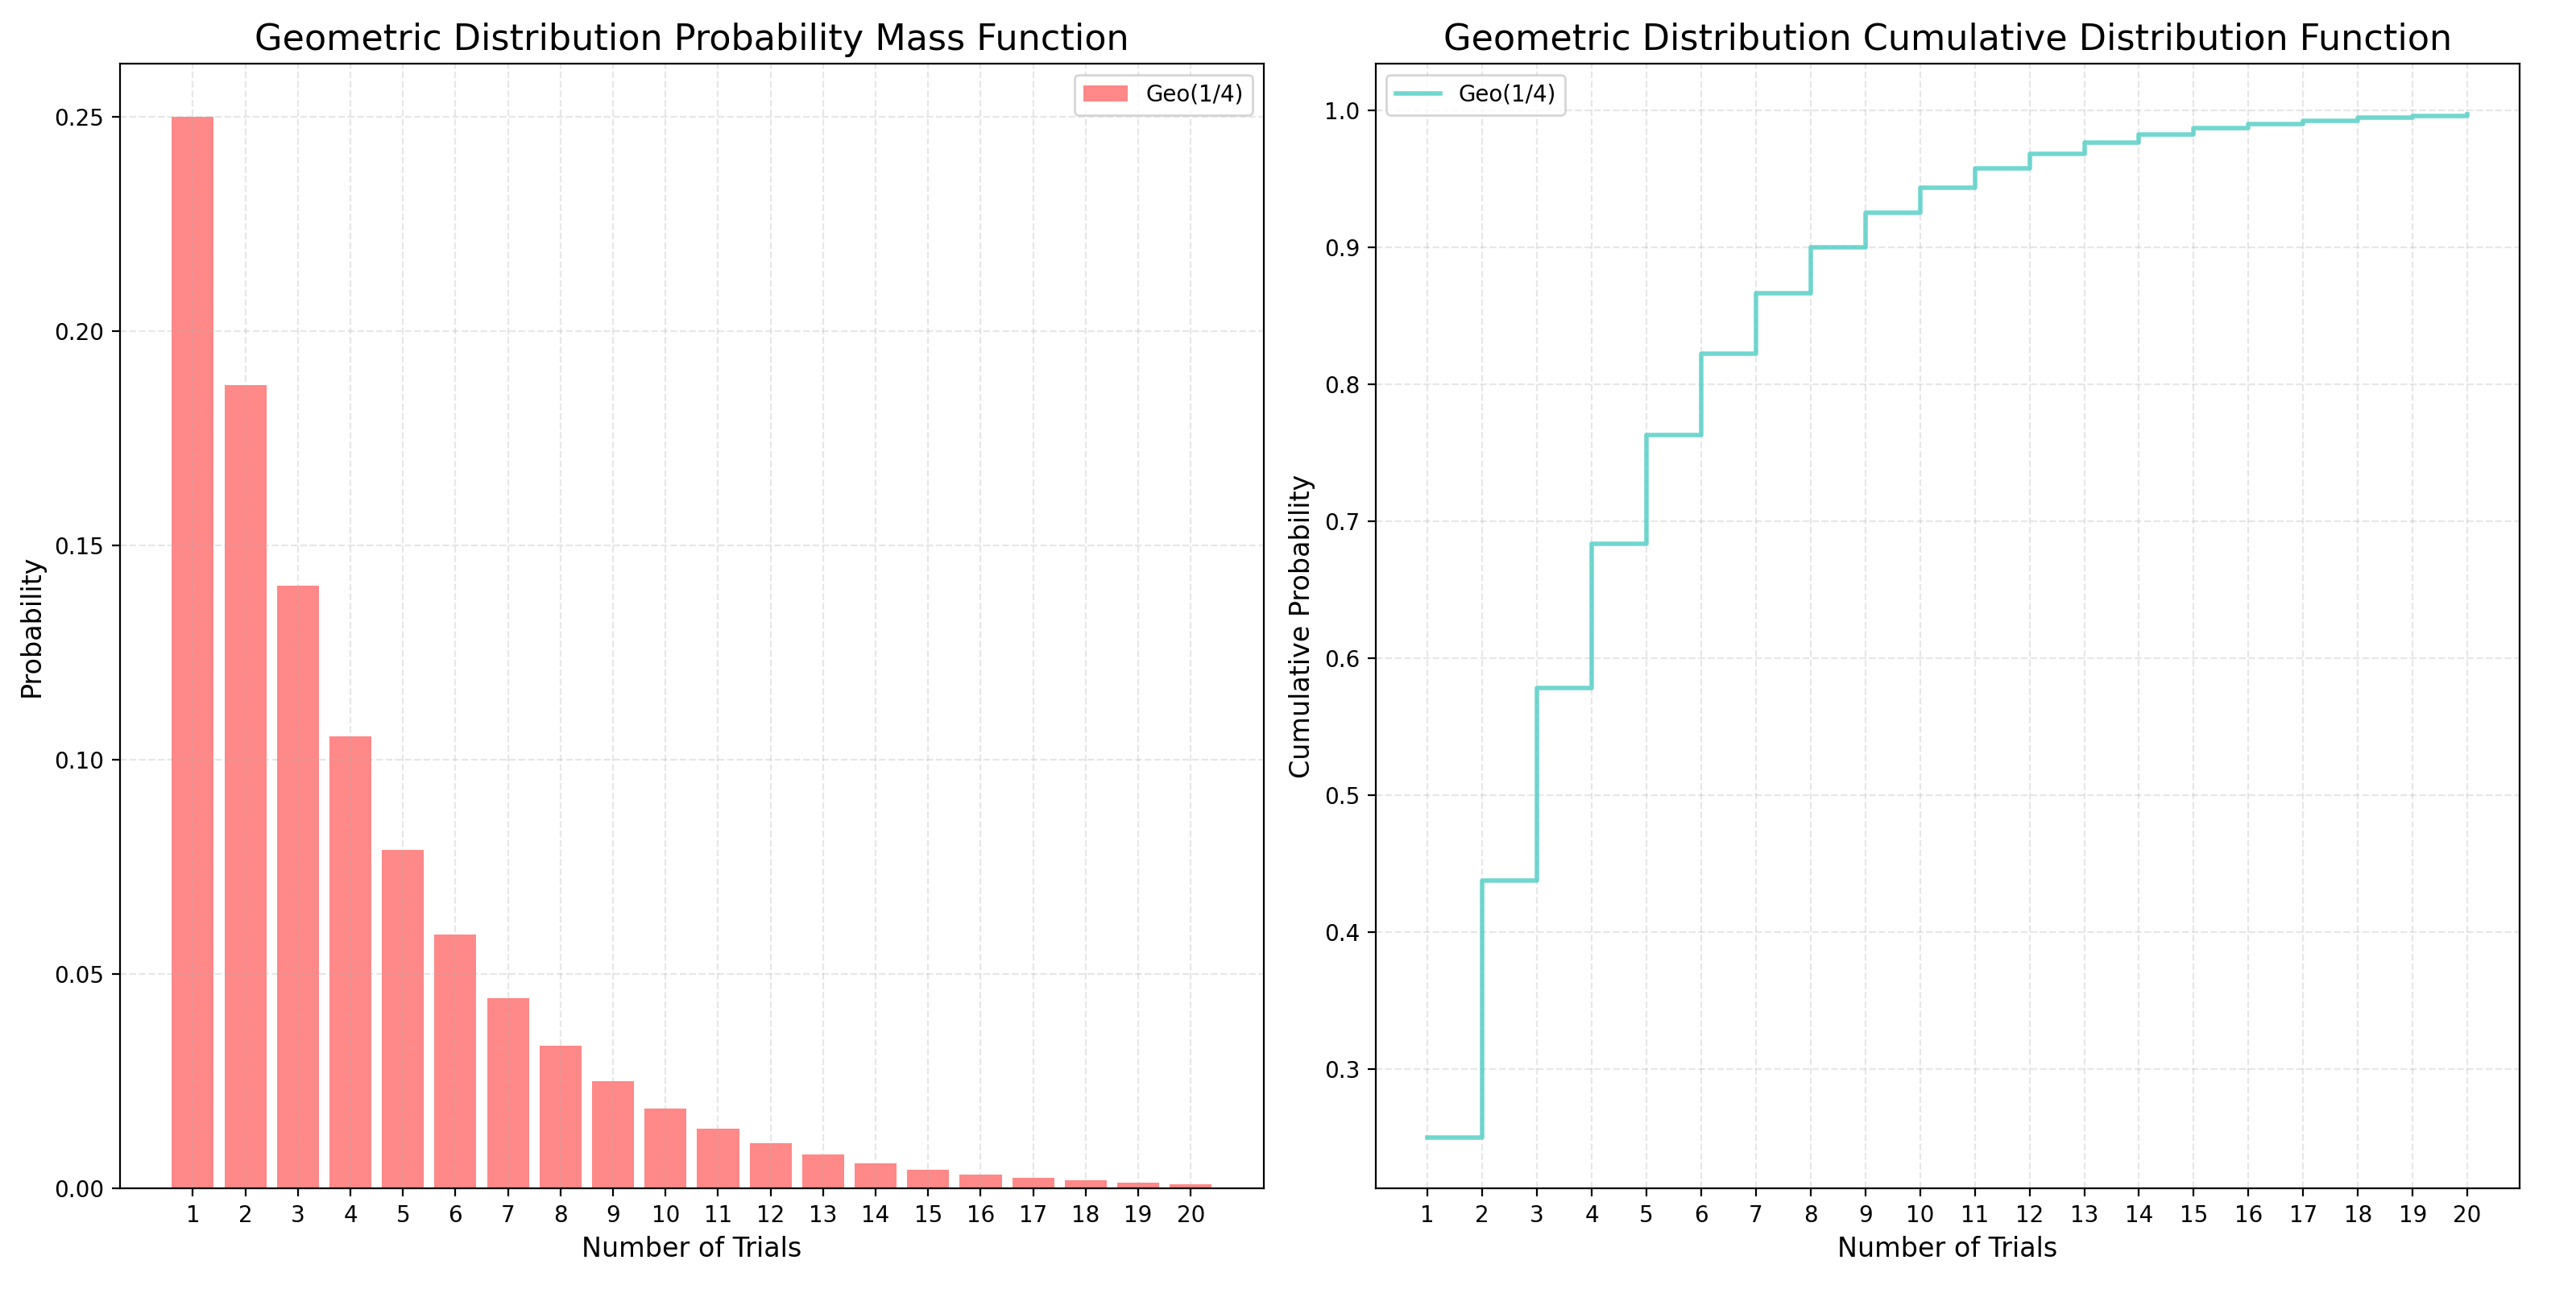 Geometric Distribution Probability Mass Function
Geo(1/4)
0.25
0.20
0.15
0.10
0.05
0.00
Probability
1 2 3 4 5 6 7 8 9 10 11 12 13 14 15 16 17 18 19 20
Number of Trials
Geometric Distribution Cumulative Distribution Function
Geo(1/4)
1.0
0.9
0.8
0.7
0.6
0.5
0.4
0.3
Cumulative Probability
1 2 3 4 5 6 7 8 9 10 11 12 13 14 15 16 17 18 19 20
Number of Trials